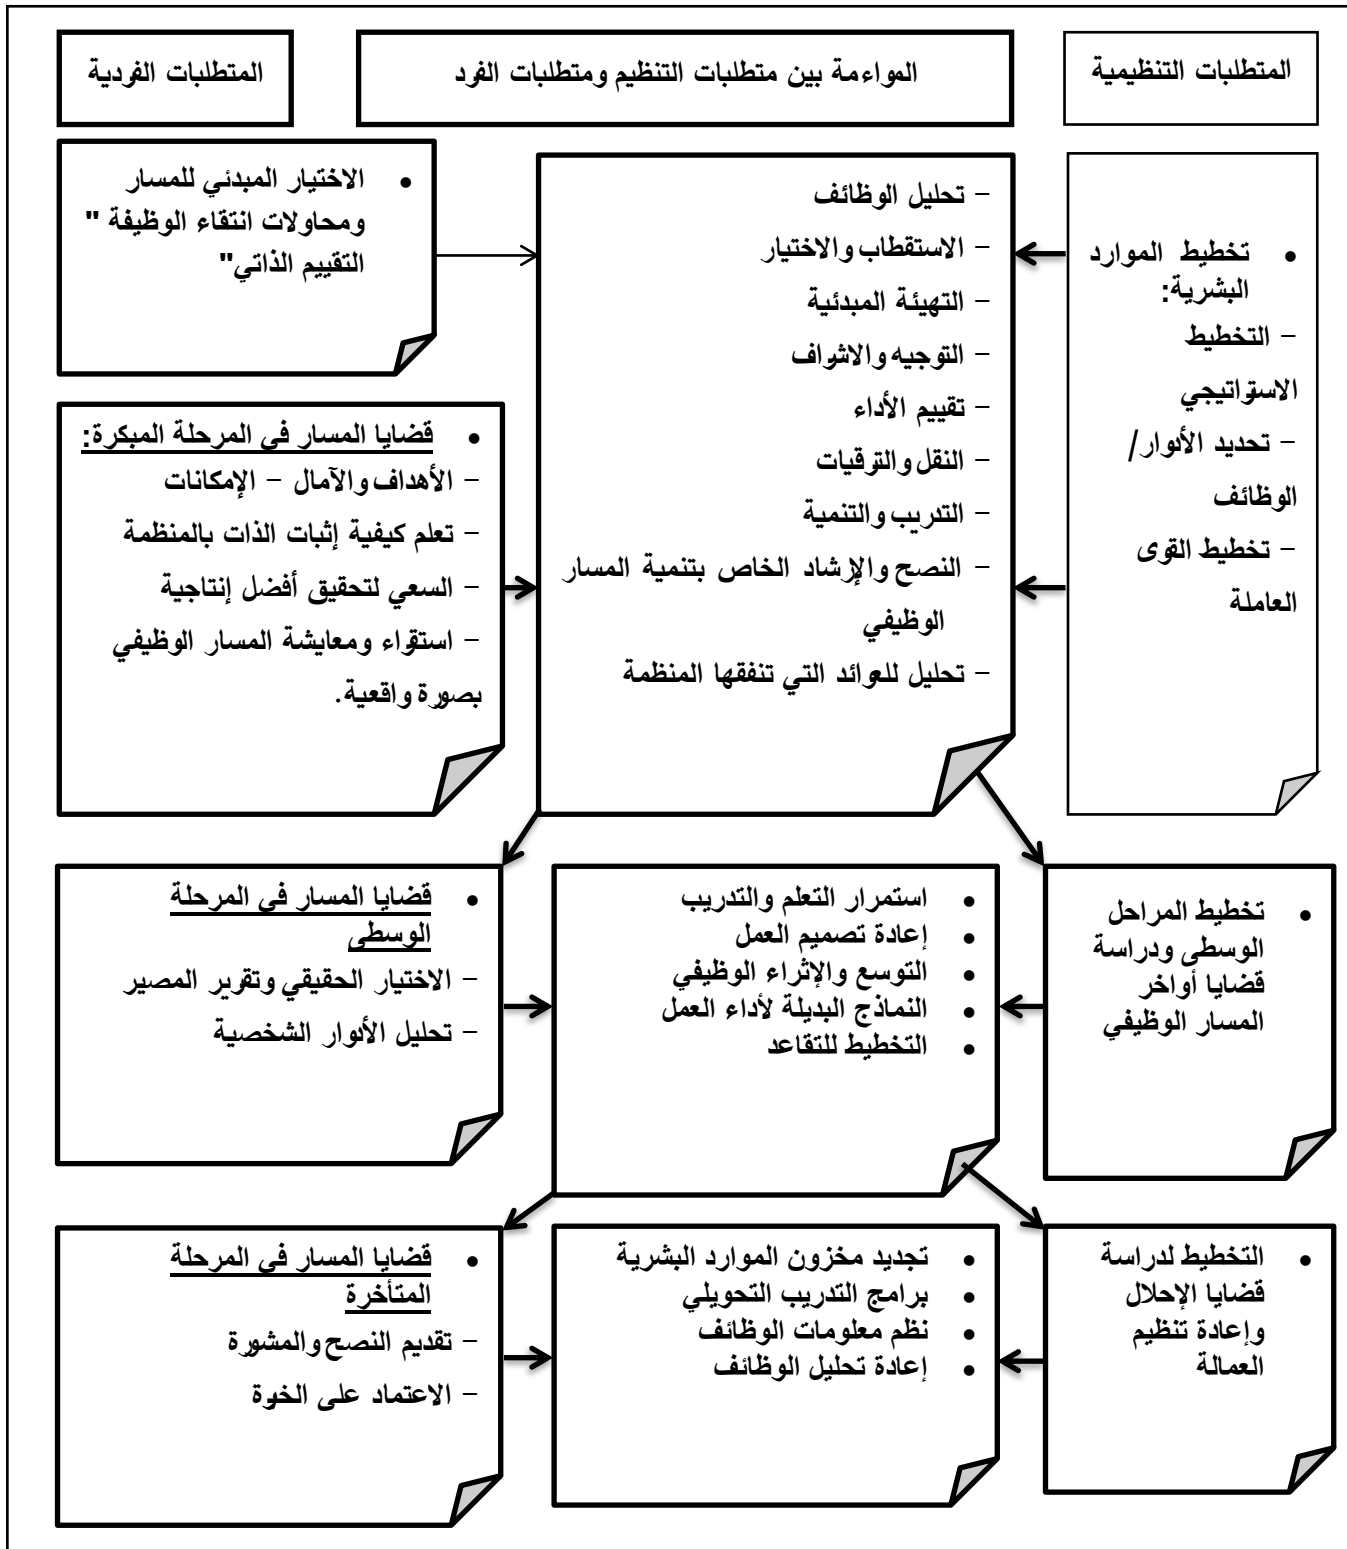 المتطلبات التنظيمية
المواءمة بين متطلبات التنظيم ومتطلبات الفرد
المتطلبات الفردية
• تخطيط الموارد
البشرية:
– التخطيط
الاستراتيجي
– تحديد الأدوار/
الوظائف
– تخطيط القوى
العاملة
– تحليل الوظائف
– الاستقطاب والاختيار
– التهيئة المبدئية
– التوجيه والاشراف
– تقييم الأداء
– النقل والترقيات
– التدريب والتنمية
– النصح والإرشاد الخاص بتنمية المسار
الوظيفي
– تحليل للعوائد التي تنفقها المنظمة
• الاختيار المبدئي للمسار
ومحاولات انتقاء الوظيفة "
التقييم الذاتي"
• قضايا المسار في المرحلة المبكرة:
– الأهداف والآمال – الإمكانات
– تعلم كيفية إثبات الذات بالمنظمة
– السعي لتحقيق أفضل إنتاجية
– استقراء ومعايشة المسار الوظيفي
بصورة واقعية.
• تخطيط المراحل
الوسطى ودراسة
قضايا أواخر
المسار الوظيفي
• استمرار التعلم والتدريب
• إعادة تصميم العمل
• التوسع والإثراء الوظيفي
• النماذج البديلة لأداء العمل
• التخطيط للتقاعد
• قضايا المسار في المرحلة
الوسطى
– الاختيار الحقيقي وتقرير المصير
– تحليل الأدوار الشخصية
• التخطيط لدراسة
قضايا الإحلال
وإعادة تنظيم
العمالة
• تجديد مخزون الموارد البشرية
• برامج التدريب التحويلي
• نظم معلومات الوظائف
• إعادة تحليل الوظائف
• قضايا المسار في المرحلة
المتأخرة
– تقديم النصح والمشورة
– الاعتماد على الخبرة